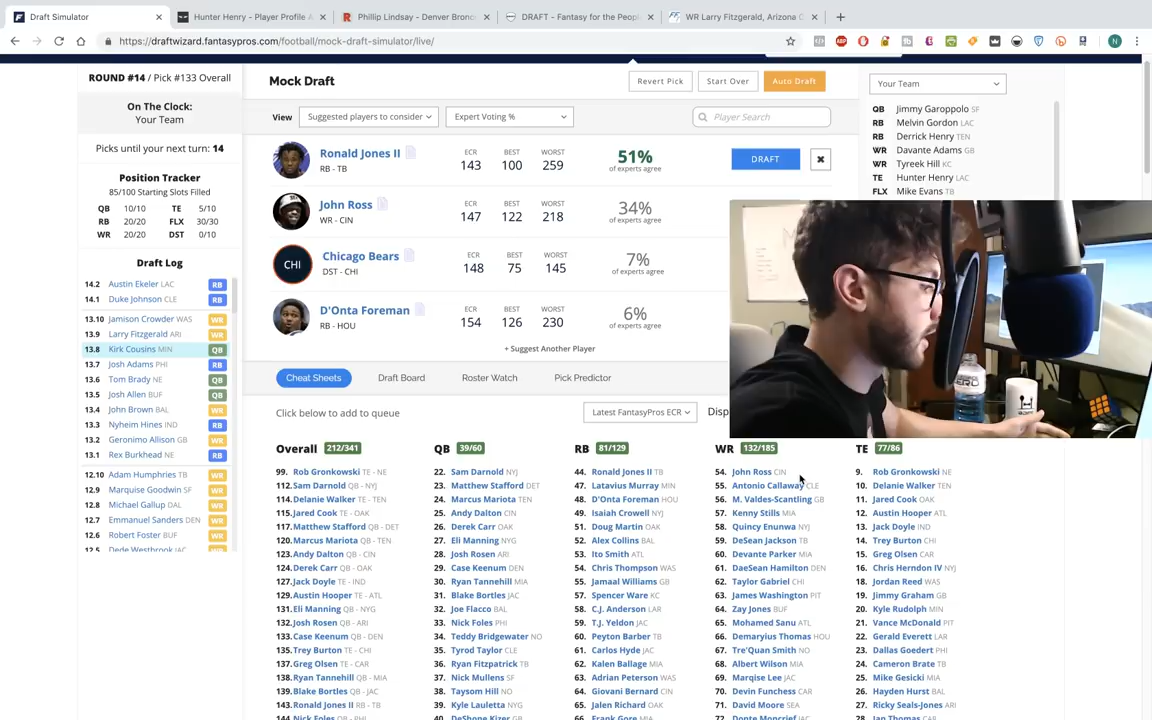 Draft Simulator
Hunter Henry - Player Profile A
Phillip Lindsay - Denver Bronc
DRAFT - Fantasy for the Peopl
WR Larry Fitzgerald, Arizona C
https://draftwizard.fantasypros.com/football/mock-draft-simulator/live/
ROUND #14 / Pick #133 Overall
On The Clock:
Your Team
Picks until your next turn: 14
Position Tracker
85/100 Starting Slots Filled
QB 10/10 TE 5/10
RB 20/20 FLX 30/30
WR 20/20 DST 0/10
Draft Log
14.2 Austin Ekeler LAC RB
14.1 Duke Johnson CLE RB
13.10 Jamison Crowder WAS WR
13.9 Larry Fitzgerald ARI WR
13.8 Kirk Cousins MIN QB
13.7 Josh Adams PHI RB
13.6 Tom Brady NE QB
13.5 Josh Allen BUF QB
13.4 John Brown BAL WR
13.3 Nyheim Hines IND RB
13.2 Geronimo Allison GB WR
13.1 Rex Burkhead NE RB
12.10 Adam Humphries TB WR
12.9 Marquise Goodwin SF WR
12.8 Michael Gallup DAL WR
12.7 Emmanuel Sanders DEN WR
12.6 Robert Foster BUF WR
12.5 Dede Westbrook JAC WR
Mock Draft
Revert Pick Start Over Auto Draft
View Suggested players to consider Expert Voting % Player Search
Ronald Jones II ECR BEST WORST 51% DRAFT
RB - TB 143 100 259 of experts agree
John Ross ECR BEST WORST 34%
WR - CIN 147 122 218 of experts agree
CHI Chicago Bears ECR BEST WORST 7%
DST - CHI 148 75 145 of experts agree
D'Onta Foreman ECR BEST WORST 6%
RB - HOU 154 126 230 of experts agree
+ Suggest Another Player
Cheat Sheets Draft Board Roster Watch Pick Predictor
Click below to add to queue Latest FantasyPros ECR Disp
Your Team
QB Jimmy Garoppolo SF
RB Melvin Gordon LAC
RB Derrick Henry TEN
WR Davante Adams GB
WR Tyreek Hill KC
TE Hunter Henry LAC
FLX Mike Evans TB
Overall 212/341
99. Rob Gronkowski TE - NE
112. Sam Darnold QB - NYJ
114. Delanie Walker TE - TEN
115. Jared Cook TE - OAK
117. Matthew Stafford QB - DET
120. Marcus Mariota QB - TEN
123. Andy Dalton QB - CIN
124. Derek Carr QB - OAK
127. Jack Doyle TE - IND
129. Austin Hooper TE - ATL
131. Eli Manning QB - NYG
132. Josh Rosen QB - ARI
133. Case Keenum QB - DEN
135. Trey Burton TE - CHI
137. Greg Olsen TE - CAR
138. Ryan Tannehill QB - MIA
139. Blake Bortles QB - JAC
143. Ronald Jones II RB - TB
144. Nick Foles QB - PHI
QB 39/60
22. Sam Darnold NYJ
23. Matthew Stafford DET
24. Marcus Mariota TEN
25. Andy Dalton CIN
26. Derek Carr OAK
27. Eli Manning NYG
28. Josh Rosen ARI
29. Case Keenum DEN
30. Ryan Tannehill MIA
31. Blake Bortles JAC
32. Joe Flacco BAL
33. Nick Foles PHI
34. Teddy Bridgewater NO
35. Tyrod Taylor CLE
36. Ryan Fitzpatrick TB
37. Nick Mullens SF
38. Taysom Hill NO
39. Kyle Lauletta NYG
40. DeShone Kizer GB
RB 81/129
44. Ronald Jones II TB
47. Latavius Murray MIN
48. D'Onta Foreman HOU
49. Isaiah Crowell NYJ
51. Doug Martin OAK
52. Alex Collins BAL
53. Ito Smith ATL
54. Chris Thompson WAS
55. Jamaal Williams GB
57. Spencer Ware KC
58. C.J. Anderson LAR
59. T.J. Yeldon JAC
60. Peyton Barber TB
61. Carlos Hyde JAC
62. Kalen Ballage MIA
63. Adrian Peterson WAS
64. Giovani Bernard CIN
65. Jalen Richard OAK
66. Frank Gore MIA
WR 132/185
54. John Ross CIN
55. Antonio Callaway CLE
56. M. Valdes-Scantling GB
57. Kenny Stills MIA
58. Quincy Enunwa NYJ
59. DeSean Jackson TB
60. Devante Parker MIA
61. DaeSean Hamilton DEN
62. Taylor Gabriel CHI
63. James Washington PIT
64. Zay Jones BUF
65. Mohamed Sanu ATL
66. Demaryius Thomas HOU
67. Tre'Quan Smith NO
68. Albert Wilson MIA
69. Marqise Lee JAC
70. Devin Funchess CAR
71. David Moore SEA
72. Donte Moncrief JAC
TE 77/86
9. Rob Gronkowski NE
10. Delanie Walker TEN
11. Jared Cook OAK
12. Austin Hooper ATL
13. Jack Doyle IND
14. Trey Burton CHI
15. Greg Olsen CAR
16. Chris Herndon IV NYJ
18. Jordan Reed WAS
19. Jimmy Graham GB
20. Kyle Rudolph MIN
21. Vance McDonald PIT
22. Gerald Everett LAR
23. Dallas Goedert PHI
24. Cameron Brate TB
25. Mike Gesicki MIA
26. Hayden Hurst BAL
27. Ricky Seals-Jones ARI
28. Ian Thomas CAR